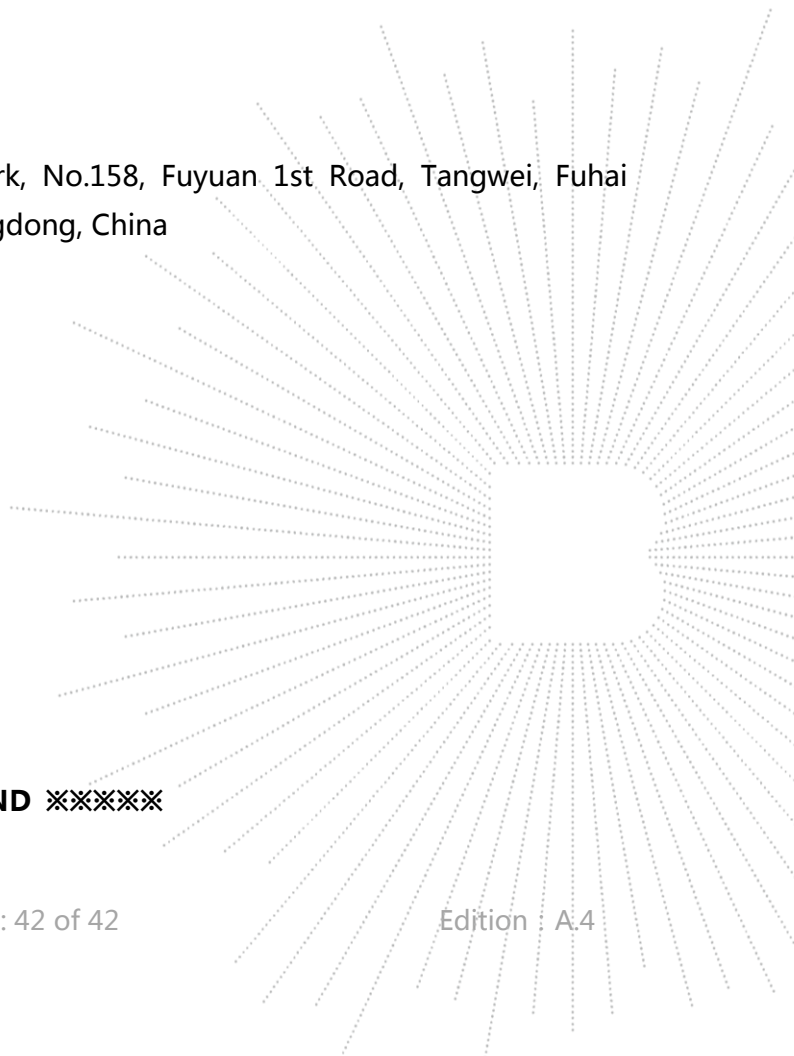 rk, No.158, Fuyuan 1st Road, Tangwei, Fuhai
gdong, China
ND ※※※※※
: 42 of 42 Edition：A.4